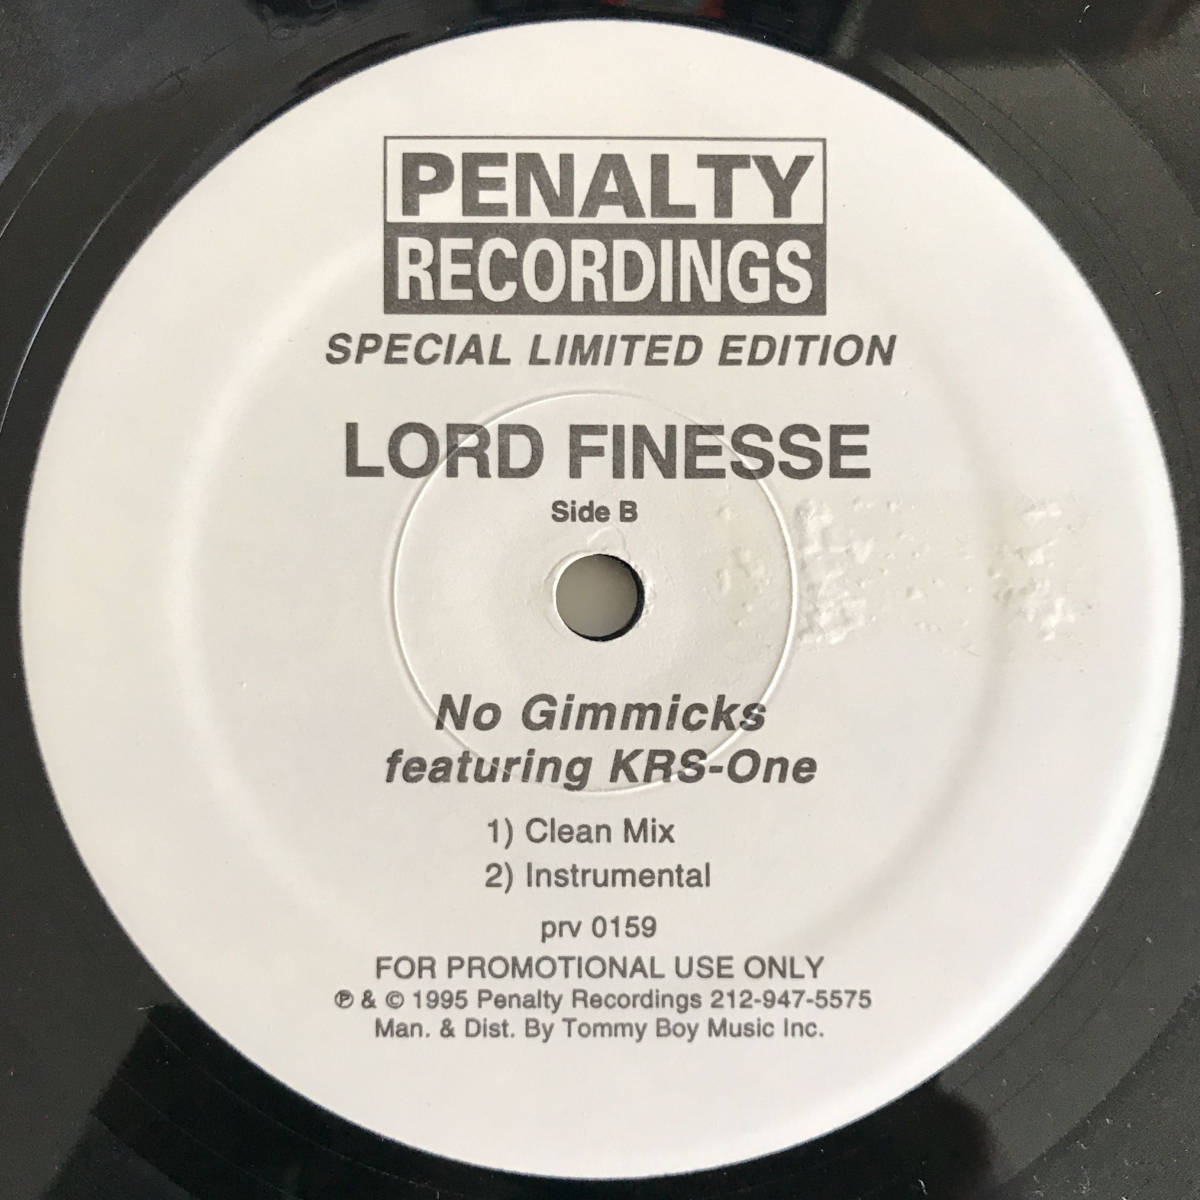 PENALTY
RECORDINGS
SPECIAL LIMITED EDITION
LORD FINESSE
Side B
No Gimmicks
featuring KRS-One
1) Clean Mix
2) Instrumental
prv 0159
FOR PROMOTIONAL USE ONLY
℗ & © 1995 Penalty Recordings 212-947-5575
Man. & Dist. By Tommy Boy Music Inc.